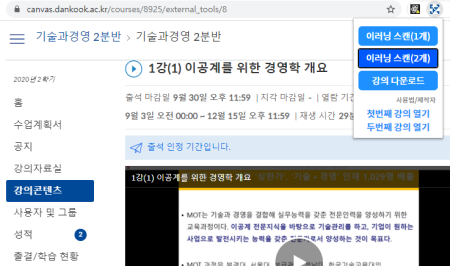 canvas.dankook.ac.kr/courses/8925/external_tools/8
기술과경영 2분반 > 기술과경영 2분반
이러닝 스캔(1개)
이러닝 스캔(2개)
강의 다운로드
사용법/제작자
첫번째 강의 열기
두번째 강의 열기
2020년 2학기
홈
수업계획서
공지
강의자료실
강의콘텐츠
사용자 및 그룹
성적 2
출결/학습 현황
1강(1) 이공계를 위한 경영학 개요
출석 마감일 9월 30일 오후 11:59 | 지각 마감일 - | 열람 기간
9월 3일 오전 00:00 ~ 12월 15일 오후 11:59 | 재생 시간 29분
출석 인정 기간입니다.
1강(1) 이공계를 위한 경영학 개요
• MOT는 기술과 경영을 결합해 실무능력을 갖춘 전문인력을 양성하기 위한
교육과정이다. 이공계 전문지식을 바탕으로 기술관리를 하고, 기업이 원하는
사업으로 발전시키는 능력을 갖춘 전문가로서 양성하는 것이 목표다.